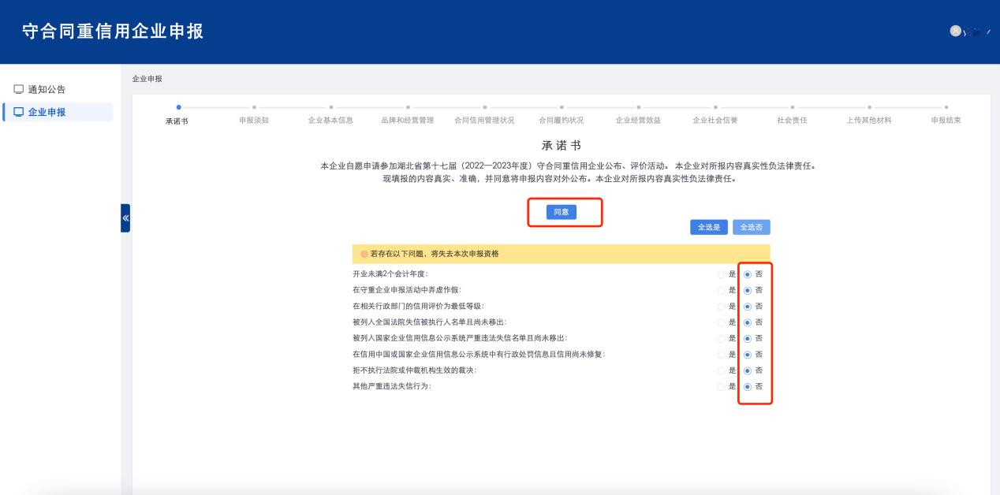 守合同重信用企业申报
通知公告
企业申报
企业申报
承诺书 申报须知 企业基本信息 品牌和经营管理 合同信用管理状况 合同履约状况 企业经营效益 企业社会信誉 社会责任 上传其他材料 申报结束
承诺书
本企业自愿申请参加湖北省第十七届（2022—2023年度）守合同重信用企业公布、评价活动。 本企业对所报内容真实性负法律责任。
现填报的内容真实、准确，并同意将申报内容对外公布。本企业对所报内容真实性负法律责任。
同意
全选是 全选否
若存在以下问题，将失去本次申报资格
开业未满2个会计年度: 是 否
在守重企业申报活动中弄虚作假: 是 否
在相关行政部门的信用评价为最低等级: 是 否
被列入全国法院失信被执行人名单且尚未移出: 是 否
被列入国家企业信用信息公示系统严重违法失信名单且尚未移出: 是 否
在信用中国或国家企业信用信息公示系统中有行政处罚信息且信用尚未修复: 是 否
拒不执行法院或仲裁机构生效的裁决: 是 否
其他严重违法失信行为: 是 否